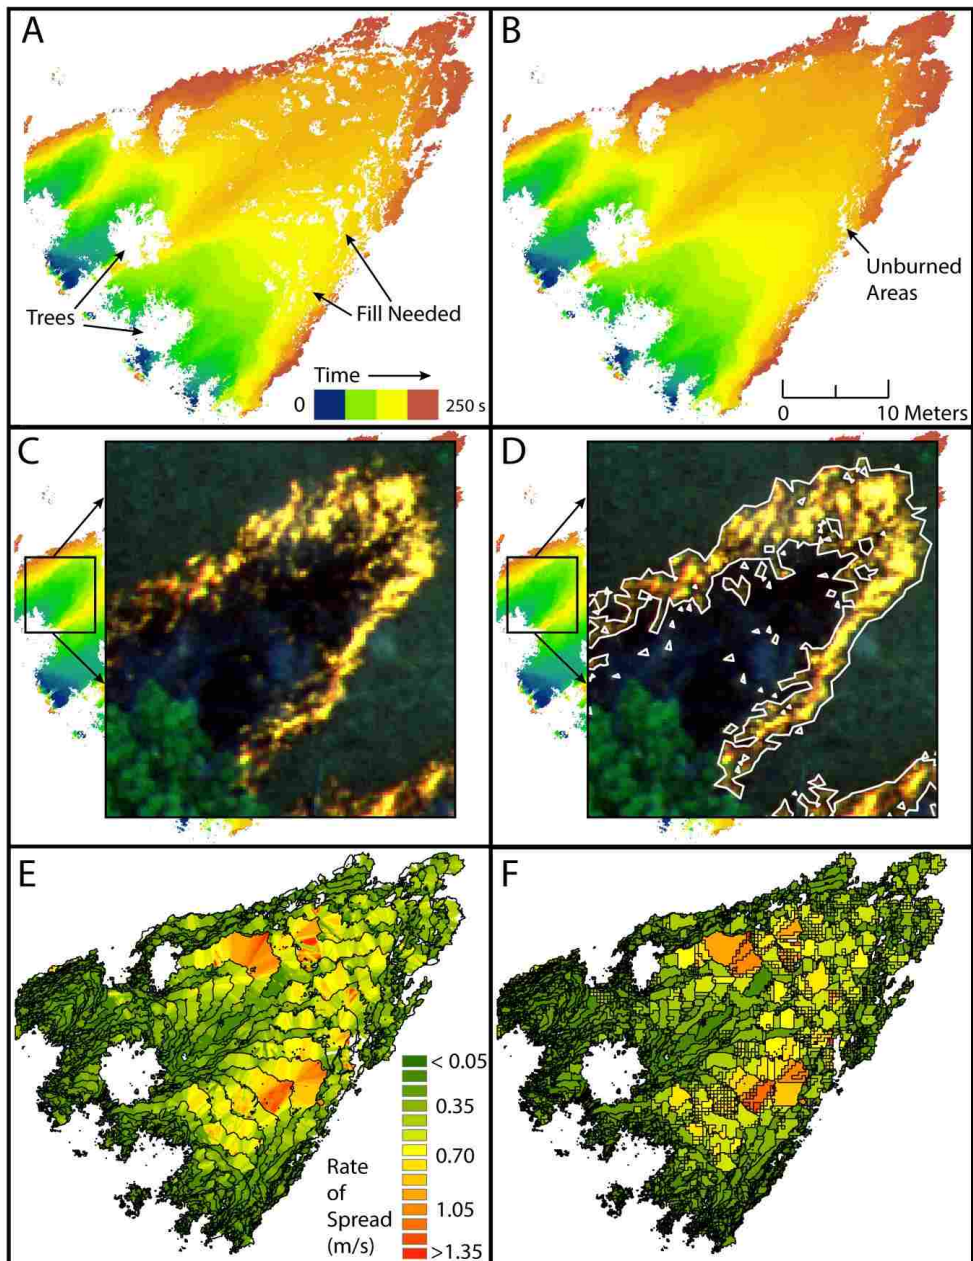 A
Trees
Fill Needed
Time
0
250 s
B
Unburned
Areas
0
10 Meters
C
D
E
< 0.05
0.35
0.70
1.05
>1.35
Rate
of
Spread
(m/s)
F